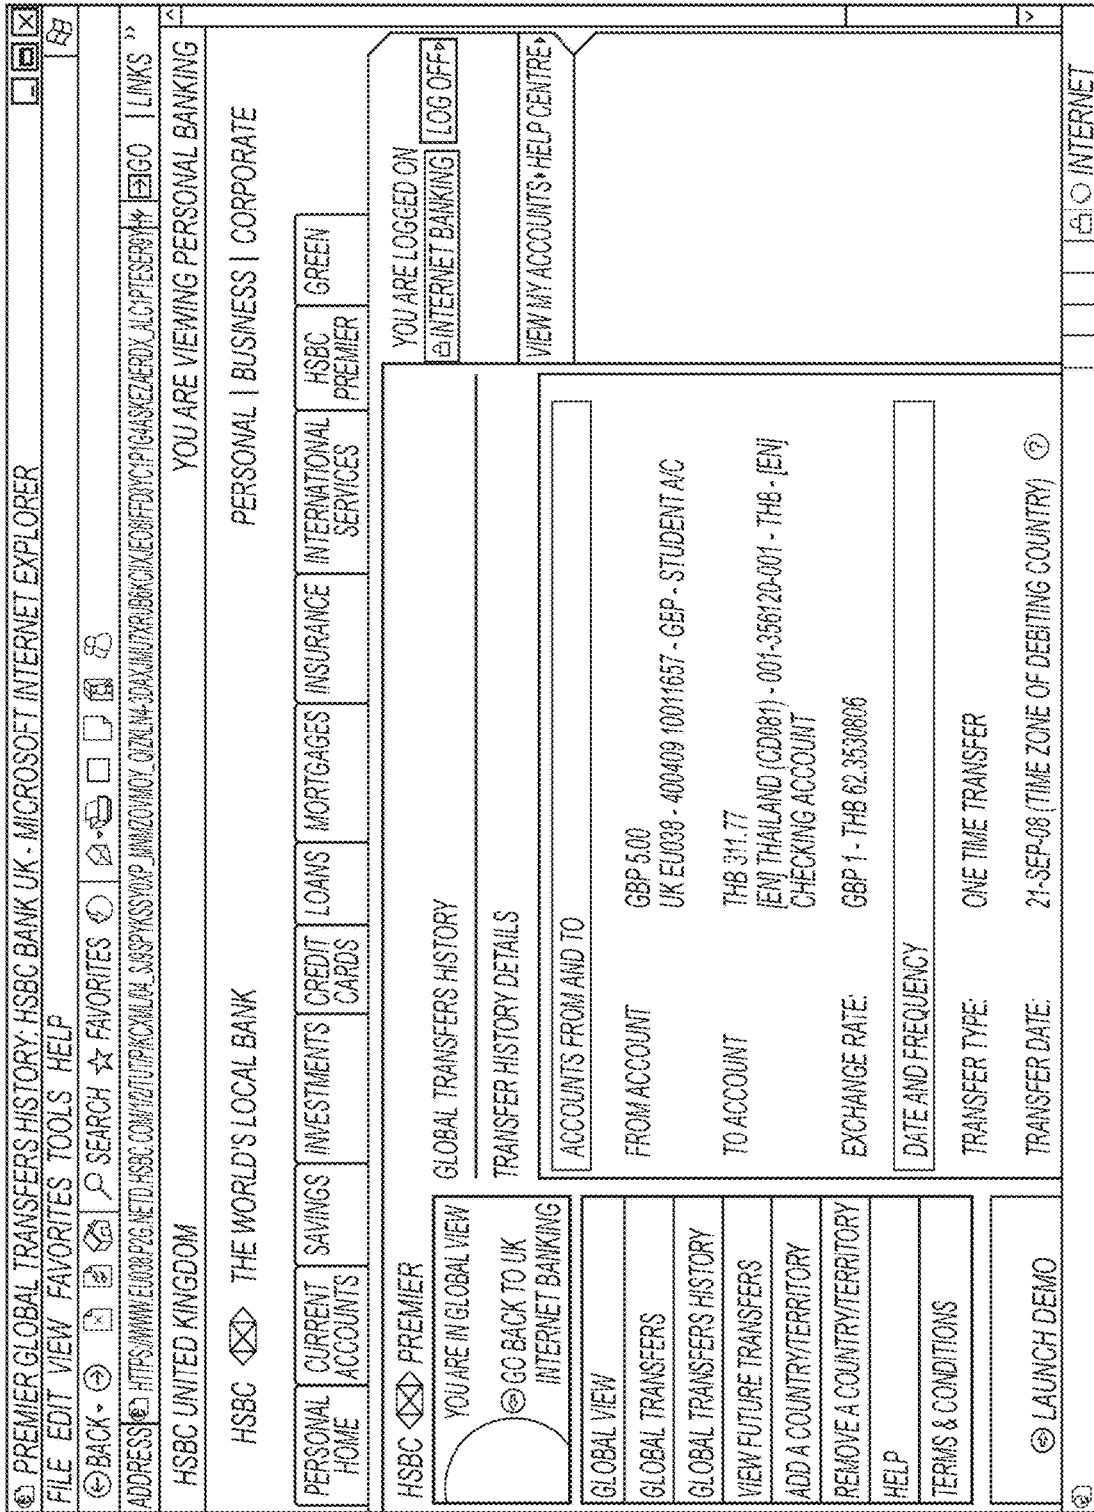 PREMIER GLOBAL TRANSFERS HISTORY: HSBC BANK UK - MICROSOFT INTERNET EXPLORER
FILE EDIT VIEW FAVORITES TOOLS HELP
BACK SEARCH FAVORITES
ADDRESS GO LINKS »
HSBC UNITED KINGDOM YOU ARE VIEWING PERSONAL BANKING
HSBC THE WORLD'S LOCAL BANK PERSONAL | BUSINESS | CORPORATE
PERSONAL HOME
CURRENT ACCOUNTS
SAVINGS
INVESTMENTS
CREDIT CARDS
LOANS
MORTGAGES
INSURANCE
INTERNATIONAL SERVICES
HSBC PREMIER
GREEN
HSBC PREMIER
YOU ARE LOGGED ON
INTERNET BANKING LOG OFF
VIEW MY ACCOUNTS HELP CENTRE
YOU ARE IN GLOBAL VIEW
GO BACK TO UK
INTERNET BANKING
GLOBAL VIEW
GLOBAL TRANSFERS
GLOBAL TRANSFERS HISTORY
VIEW FUTURE TRANSFERS
ADD A COUNTRY/TERRITORY
REMOVE A COUNTRY/TERRITORY
HELP
TERMS & CONDITIONS
LAUNCH DEMO
GLOBAL TRANSFERS HISTORY
TRANSFER HISTORY DETAILS
ACCOUNTS FROM AND TO
FROM ACCOUNT GBP 5.00
UK EU038 - 400409 10011657 - GBP - STUDENT A/C
TO ACCOUNT THB 311.77
[EN] THAILAND (CD081) - 001-356120-001 - THB - [EN]
CHECKING ACCOUNT
EXCHANGE RATE: GBP 1 - THB 62.3530806
DATE AND FREQUENCY
TRANSFER TYPE: ONE TIME TRANSFER
TRANSFER DATE: 21-SEP-08 (TIME ZONE OF DEBITING COUNTRY) ?
INTERNET